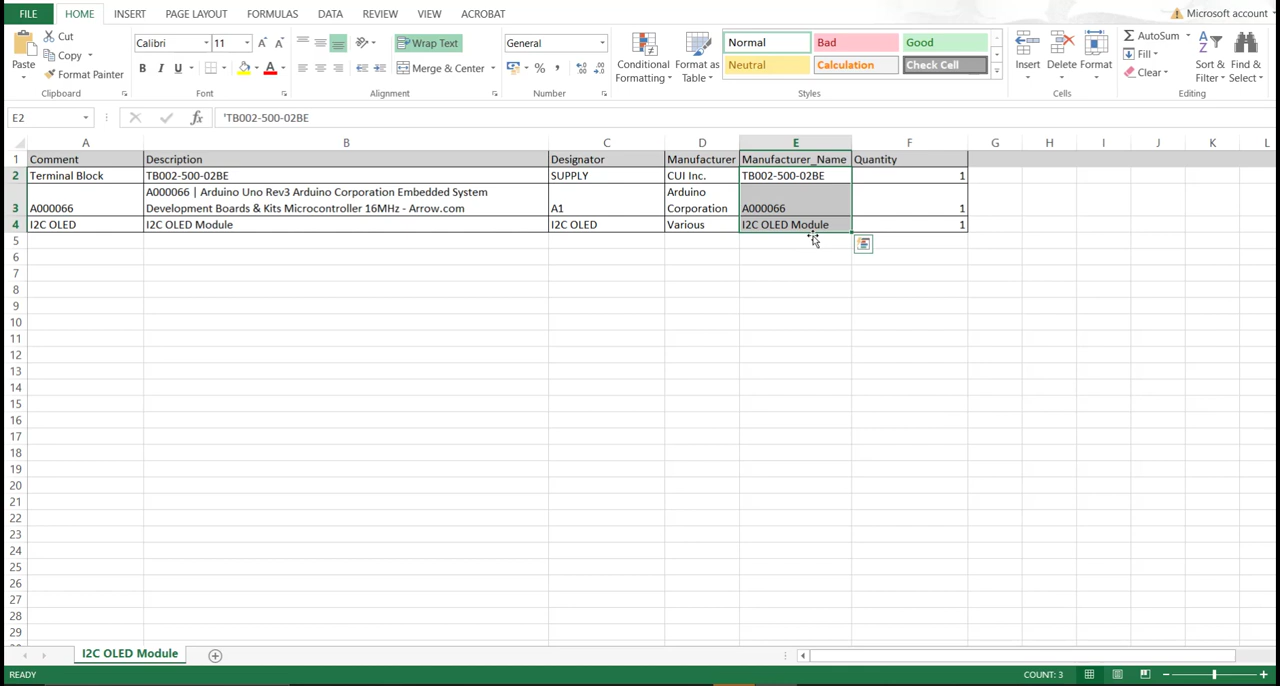 FILE HOME INSERT PAGE LAYOUT FORMULAS DATA REVIEW VIEW ACROBAT Microsoft account
Paste Cut Copy Format Painter
Clipboard
Calibri 11
B I U A
Font
Wrap Text
Merge & Center
Alignment
General
% ,
Number
Conditional Formatting Format as Table
Normal Bad Good
Neutral Calculation Check Cell
Styles
Insert Delete Format
Cells
AutoSum
Fill
Clear
Sort & Filter Find & Select
Editing
E2 fx 'TB002-500-02BE
A B C D E F G H I J K L
1 Comment Description Designator Manufacturer Manufacturer_Name Quantity
2 Terminal Block TB002-500-02BE SUPPLY CUI Inc. TB002-500-02BE 1
A000066 | Arduino Uno Rev3 Arduino Corporation Embedded System Arduino
3 A000066 Development Boards & Kits Microcontroller 16MHz - Arrow.com A1 Corporation A000066 1
4 I2C OLED I2C OLED Module I2C OLED Various I2C OLED Module 1
5
6
7
8
9
10
11
12
13
14
15
16
17
18
19
20
21
22
23
24
25
26
27
28
29
I2C OLED Module
READY COUNT: 3